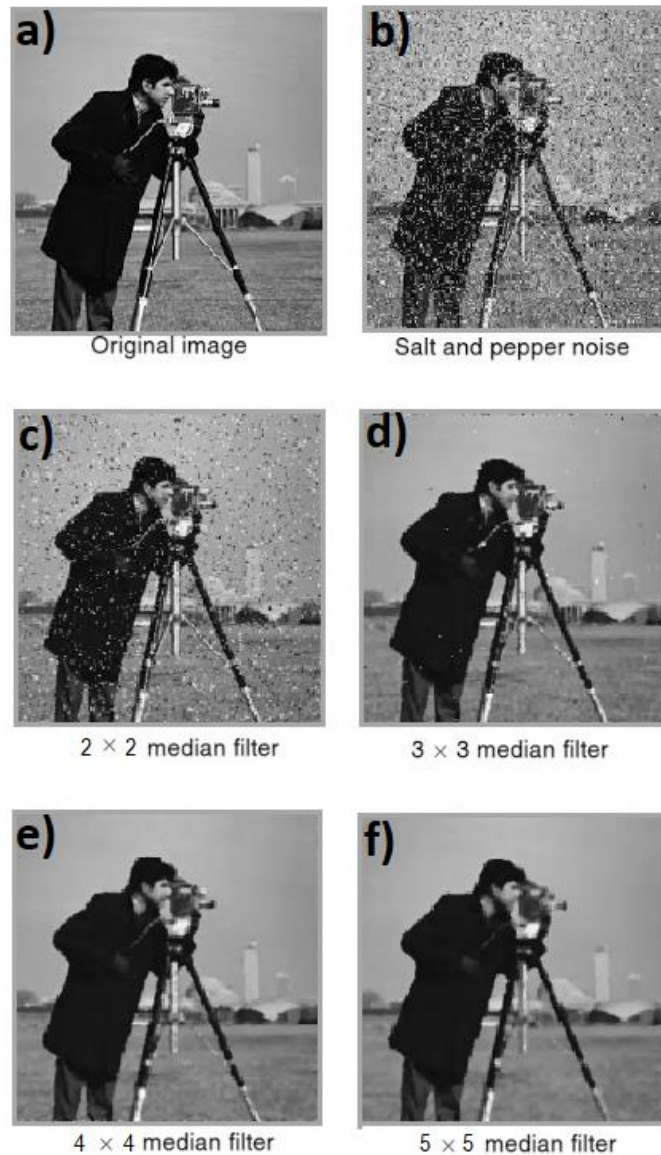 a)
b)
Original image
Salt and pepper noise
c)
d)
2 × 2 median filter
3 × 3 median filter
e)
f)
4 × 4 median filter
5 × 5 median filter